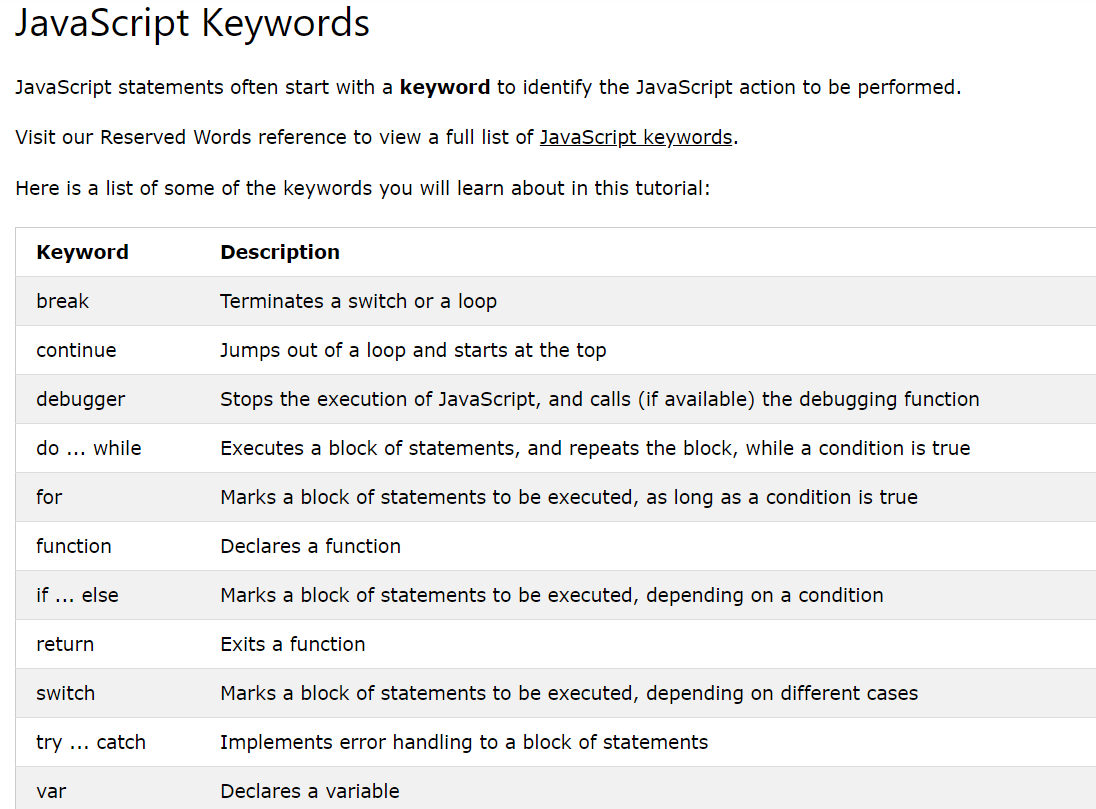 JavaScript Keywords
JavaScript statements often start with a keyword to identify the JavaScript action to be performed.
Visit our Reserved Words reference to view a full list of JavaScript keywords.
Here is a list of some of the keywords you will learn about in this tutorial:
Keyword Description
break Terminates a switch or a loop
continue Jumps out of a loop and starts at the top
debugger Stops the execution of JavaScript, and calls (if available) the debugging function
do ... while Executes a block of statements, and repeats the block, while a condition is true
for Marks a block of statements to be executed, as long as a condition is true
function Declares a function
if ... else Marks a block of statements to be executed, depending on a condition
return Exits a function
switch Marks a block of statements to be executed, depending on different cases
try ... catch Implements error handling to a block of statements
var Declares a variable